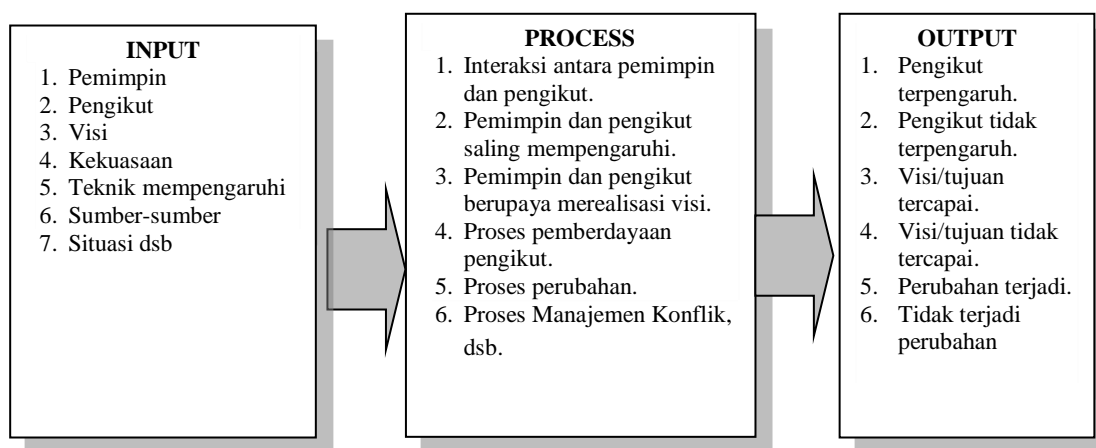 INPUT
1. Pemimpin
2. Pengikut
3. Visi
4. Kekuasaan
5. Teknik mempengaruhi
6. Sumber-sumber
7. Situasi dsb
PROCESS
1. Interaksi antara pemimpin
dan pengikut.
2. Pemimpin dan pengikut
saling mempengaruhi.
3. Pemimpin dan pengikut
berupaya merealisasi visi.
4. Proses pemberdayaan
pengikut.
5. Proses perubahan.
6. Proses Manajemen Konflik,
dsb.
OUTPUT
1. Pengikut
terpengaruh.
2. Pengikut tidak
terpengaruh.
3. Visi/tujuan
tercapai.
4. Visi/tujuan tidak
tercapai.
5. Perubahan terjadi.
6. Tidak terjadi
perubahan